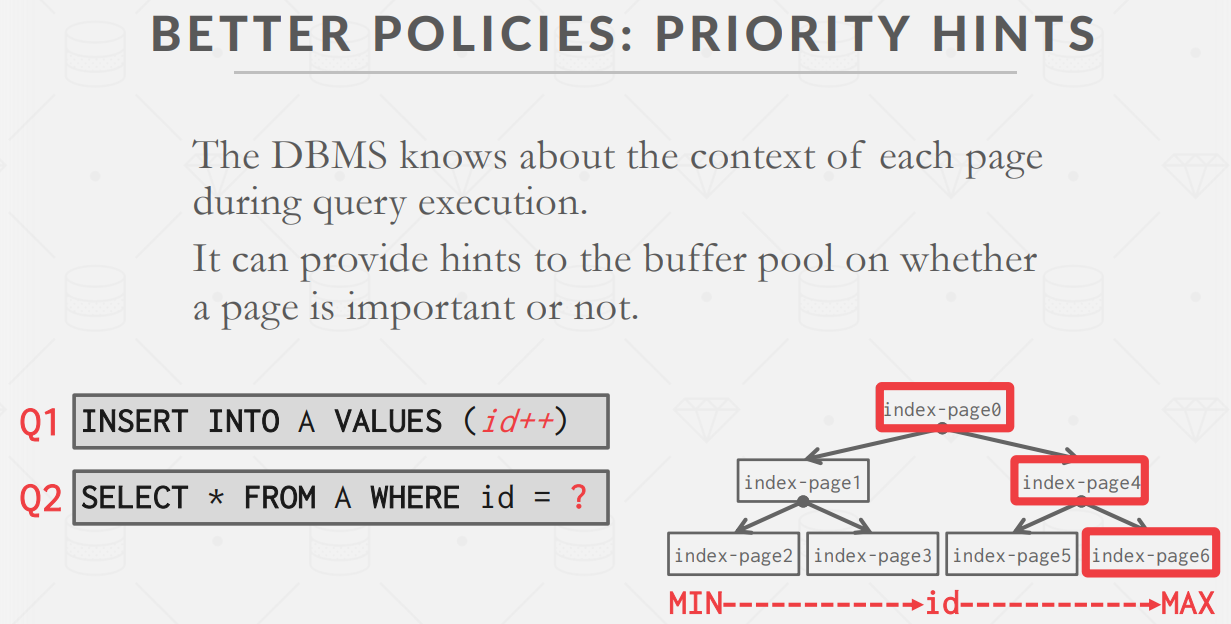 BETTER POLICIES: PRIORITY HINTS
The DBMS knows about the context of each page
during query execution.
It can provide hints to the buffer pool on whether
a page is important or not.
Q1 INSERT INTO A VALUES (id++)
Q2 SELECT * FROM A WHERE id = ?
index-page0
index-page1
index-page4
index-page2
index-page3
index-page5
index-page6
MIN id MAX